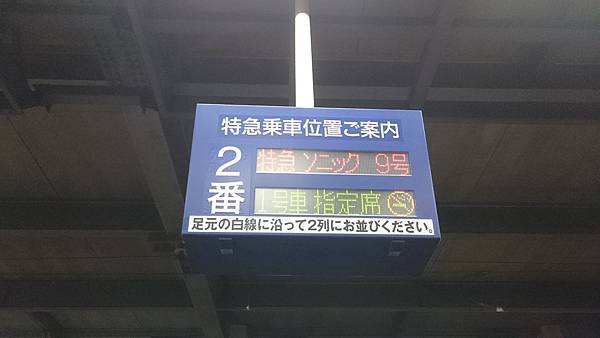 特急乗車位置ご案内
2番
特急 ソニック 9号
1号車 指定席
足元の白線に沿って2列にお並びください。